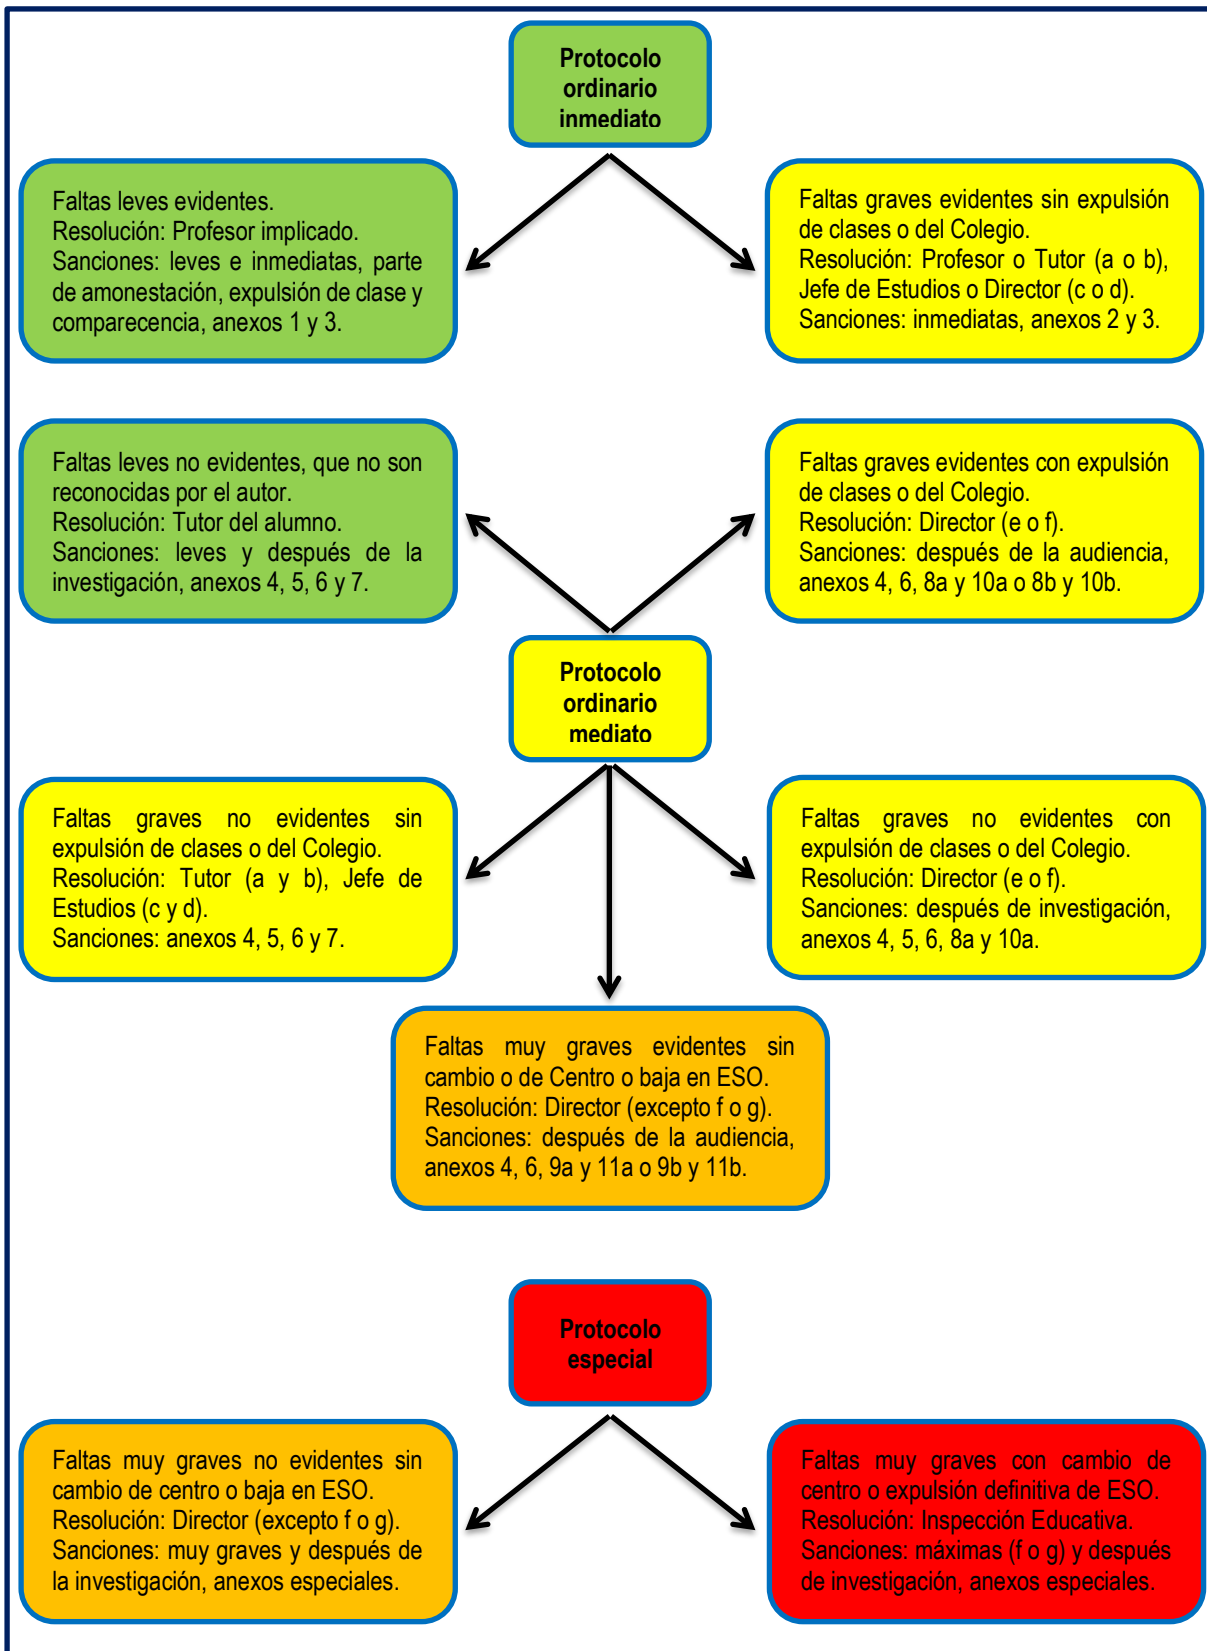 Protocolo
ordinario
inmediato
Faltas leves evidentes.
Resolución: Profesor implicado.
Sanciones: leves e inmediatas, parte
de amonestación, expulsión de clase y
comparecencia, anexos 1 y 3.
Faltas graves evidentes sin expulsión
de clases o del Colegio.
Resolución: Profesor o Tutor (a o b),
Jefe de Estudios o Director (c o d).
Sanciones: inmediatas, anexos 2 y 3.
Faltas leves no evidentes, que no son
reconocidas por el autor.
Resolución: Tutor del alumno.
Sanciones: leves y después de la
investigación, anexos 4, 5, 6 y 7.
Faltas graves evidentes con expulsión
de clases o del Colegio.
Resolución: Director (e o f).
Sanciones: después de la audiencia,
anexos 4, 6, 8a y 10a o 8b y 10b.
Protocolo
ordinario
mediato
Faltas graves no evidentes sin
expulsión de clases o del Colegio.
Resolución: Tutor (a y b), Jefe de
Estudios (c y d).
Sanciones: anexos 4, 5, 6 y 7.
Faltas graves no evidentes con
expulsión de clases o del Colegio.
Resolución: Director (e o f).
Sanciones: después de investigación,
anexos 4, 5, 6, 8a y 10a.
Faltas muy graves evidentes sin
cambio o de Centro o baja en ESO.
Resolución: Director (excepto f o g).
Sanciones: después de la audiencia,
anexos 4, 6, 9a y 11a o 9b y 11b.
Protocolo
especial
Faltas muy graves no evidentes sin
cambio de centro o baja en ESO.
Resolución: Director (excepto f o g).
Sanciones: muy graves y después de
la investigación, anexos especiales.
Faltas muy graves con cambio de
centro o expulsión definitiva de ESO.
Resolución: Inspección Educativa.
Sanciones: máximas (f o g) y después
de investigación, anexos especiales.